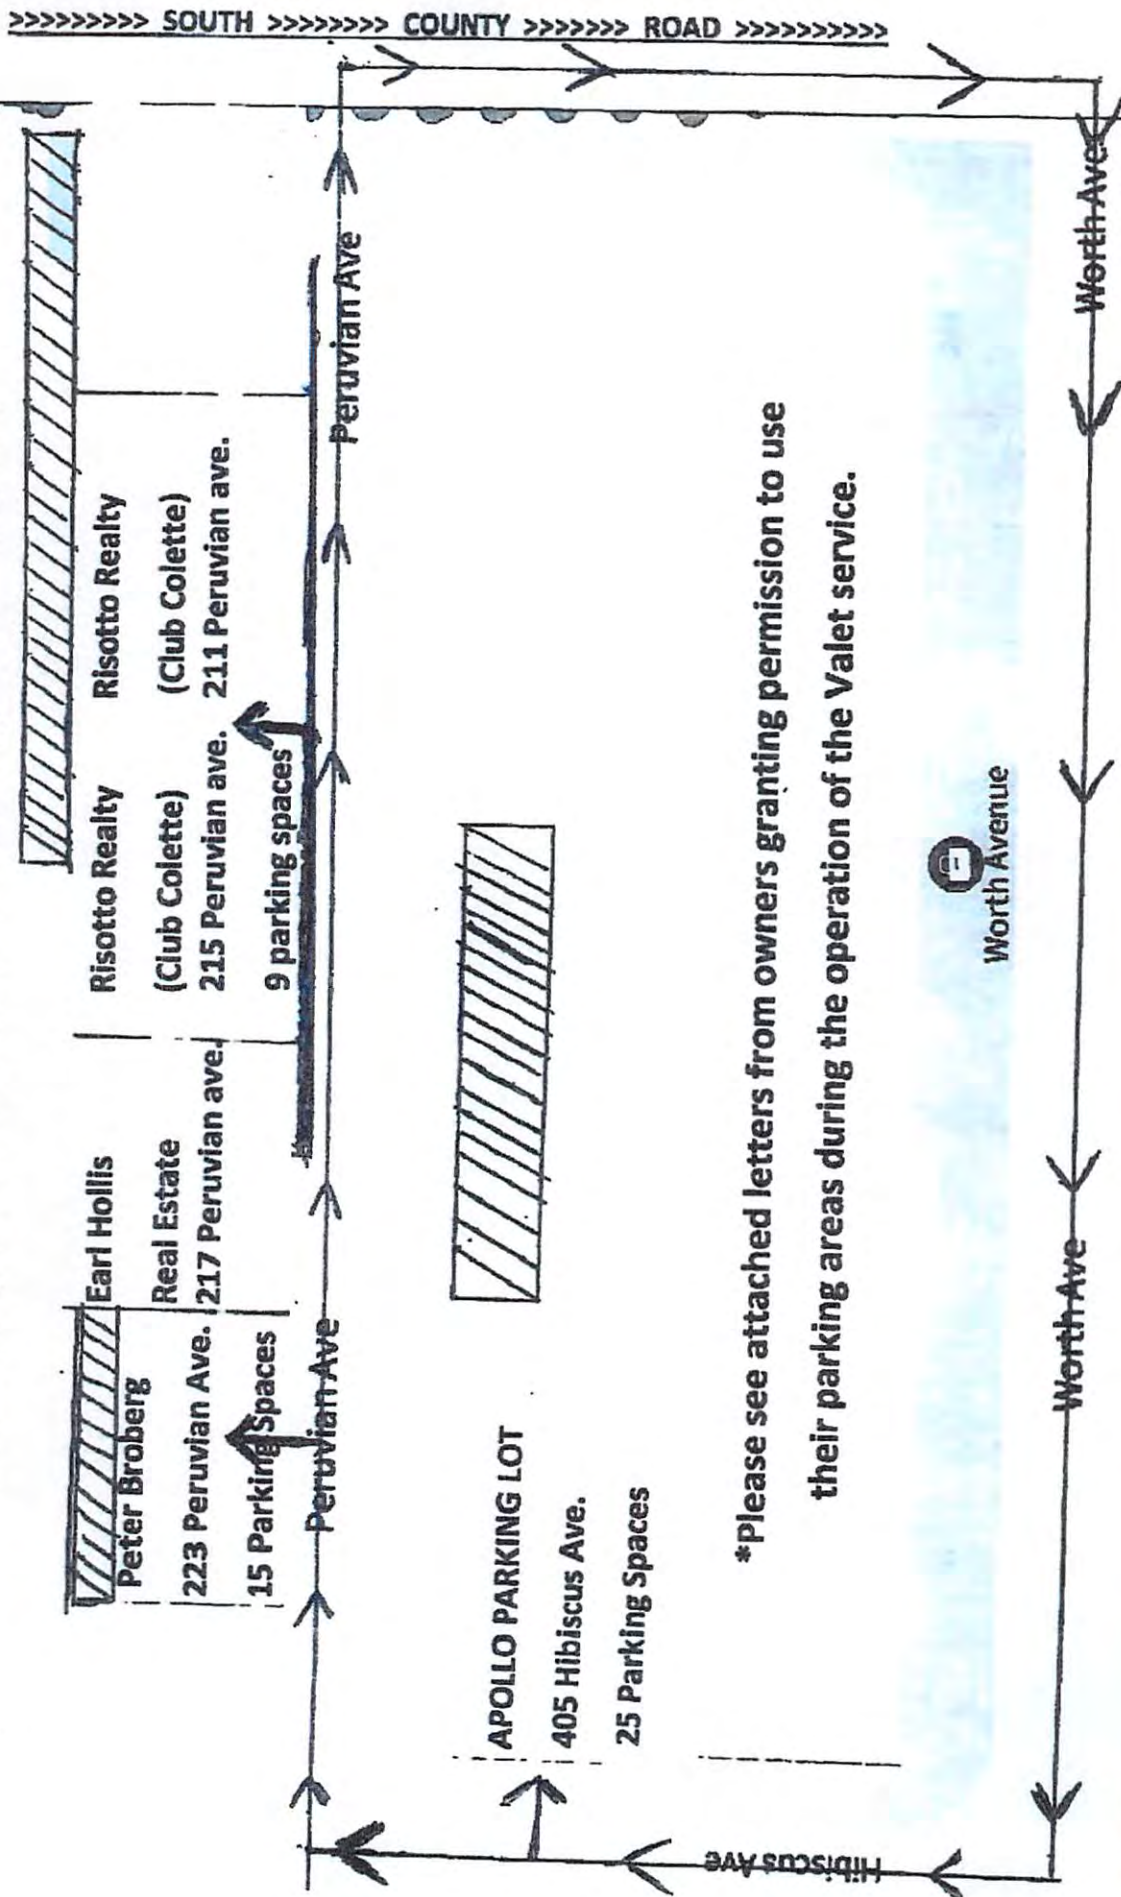 >>>>>>>>> SOUTH >>>>>>>> COUNTY >>>>>>> ROAD >>>>>>>>>>
Peter Broberg
223 Peruvian Ave.
15 Parking Spaces
Earl Hollis
Real Estate
217 Peruvian ave.
Risotto Realty
(Club Colette)
215 Peruvian ave.
9 parking spaces
Risotto Realty
(Club Colette)
211 Peruvian ave.
Peruvian Ave
Peruvian Ave
APOLLO PARKING LOT
405 Hibiscus Ave.
25 Parking Spaces
*Please see attached letters from owners granting permission to use
their parking areas during the operation of the Valet service.
Hibiscus Ave
Worth Avenue
Worth Ave
Worth Ave